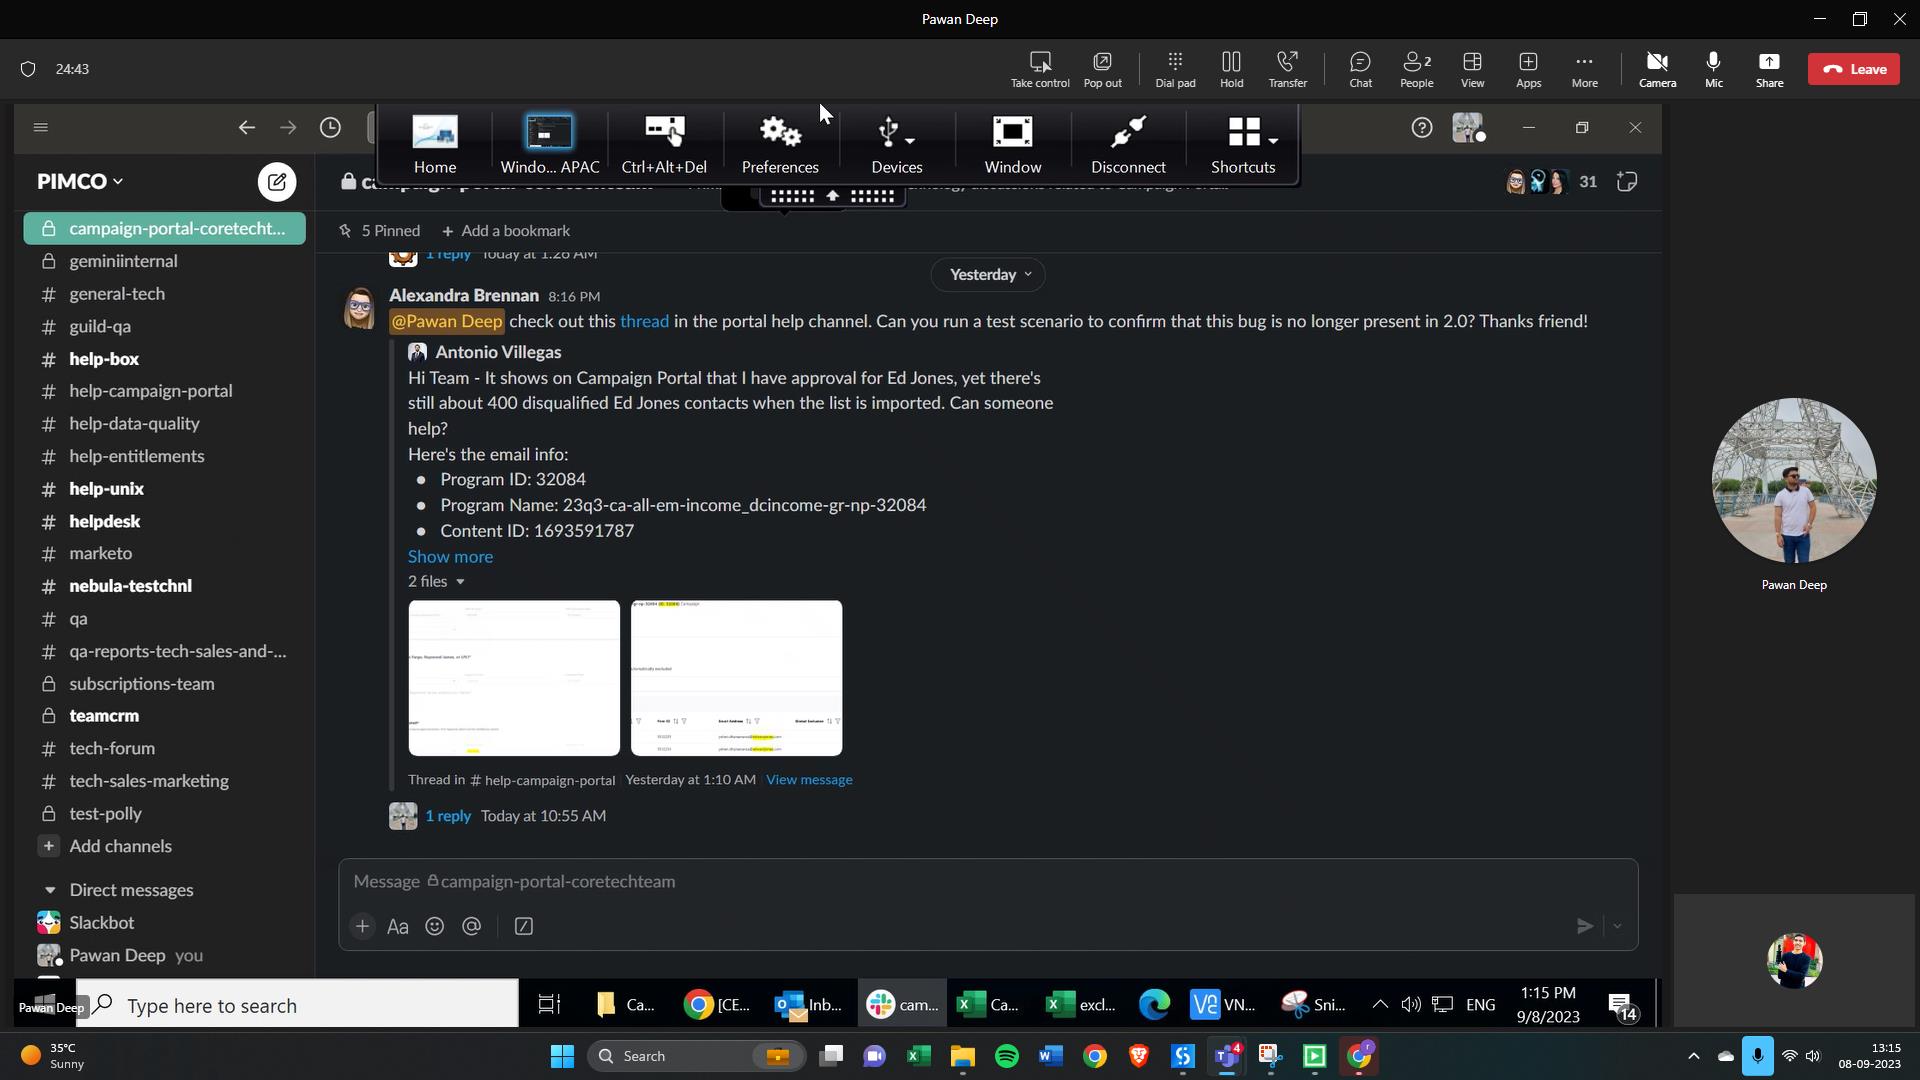 Pawan Deep
24:43
Take control
Pop out
Dial pad
Hold
Transfer
Chat
2
People
View
Apps
More
Camera
Mic
Share
Leave
Home
Windo... APAC
Ctrl+Alt+Del
Preferences
Devices
Window
Disconnect
Shortcuts
PIMCO
31
5 Pinned
Add a bookmark
campaign-portal-coretecht...
geminiinternal
general-tech
guild-qa
help-box
help-campaign-portal
help-data-quality
help-entitlements
help-unix
helpdesk
marketo
nebula-testchnl
qa
qa-reports-tech-sales-and-...
subscriptions-team
teamcrm
tech-forum
tech-sales-marketing
test-polly
Add channels
Direct messages
Slackbot
Pawan Deep you
1 reply Today at 1:26 AM
Yesterday
Alexandra Brennan 8:16 PM
@Pawan Deep check out this thread in the portal help channel. Can you run a test scenario to confirm that this bug is no longer present in 2.0? Thanks friend!
Antonio Villegas
Hi Team - It shows on Campaign Portal that I have approval for Ed Jones, yet there's
still about 400 disqualified Ed Jones contacts when the list is imported. Can someone
help?
Here's the email info:
• Program ID: 32084
• Program Name: 23q3-ca-all-em-income_dcincome-gr-np-32084
• Content ID: 1693591787
Show more
2 files
Thread in # help-campaign-portal Yesterday at 1:10 AM View message
1 reply Today at 10:55 AM
Message campaign-portal-coretechteam
Aa
Pawan Deep
Pawan Deep
Type here to search
Ca...
[CE...
Inb...
cam...
Ca...
excl...
VN...
Sni...
ENG
1:15 PM
9/8/2023
14
35°C
Sunny
Search
4
13:15
08-09-2023